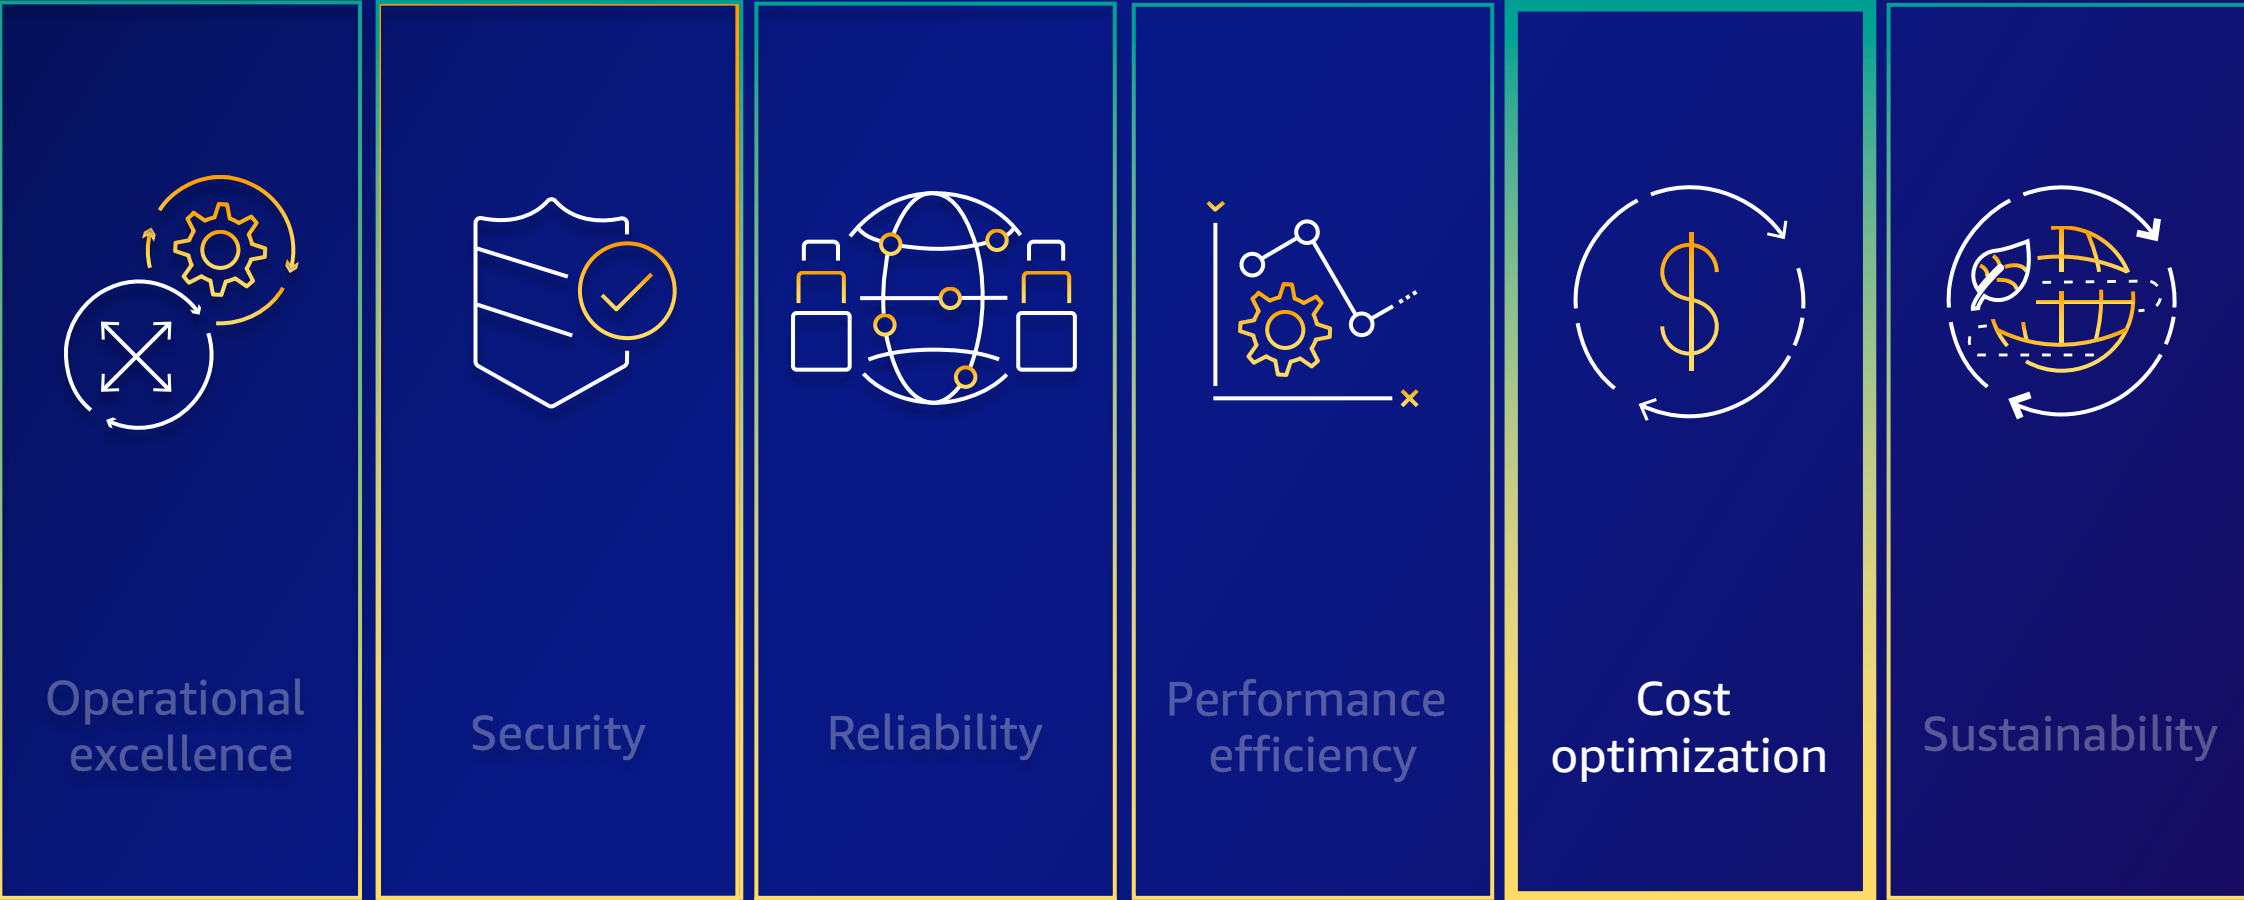 Operational
excellence
Security
Reliability
Performance
efficiency
Cost
optimization
Sustainability